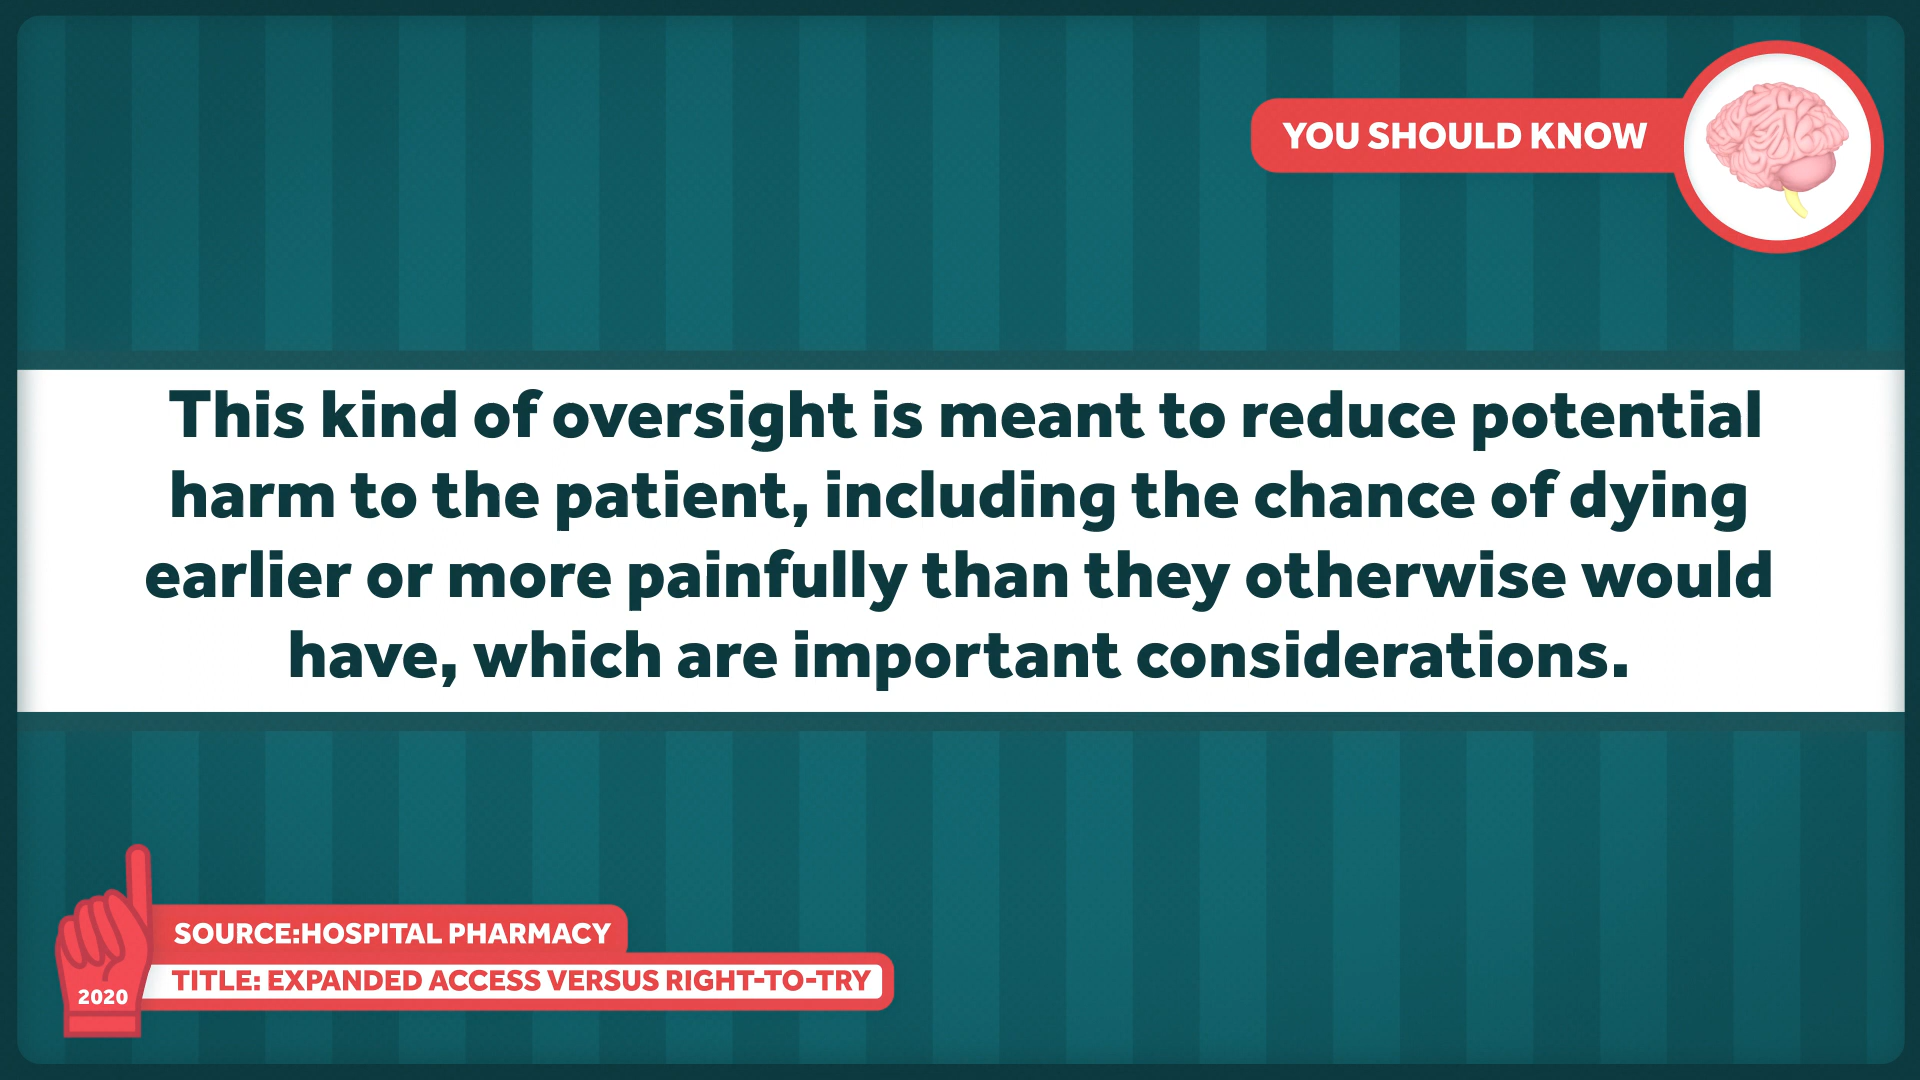 YOU SHOULD KNOW
This kind of oversight is meant to reduce potential
harm to the patient, including the chance of dying
earlier or more painfully than they otherwise would
have, which are important considerations.
SOURCE:HOSPITAL PHARMACY
TITLE: EXPANDED ACCESS VERSUS RIGHT-TO-TRY
2020